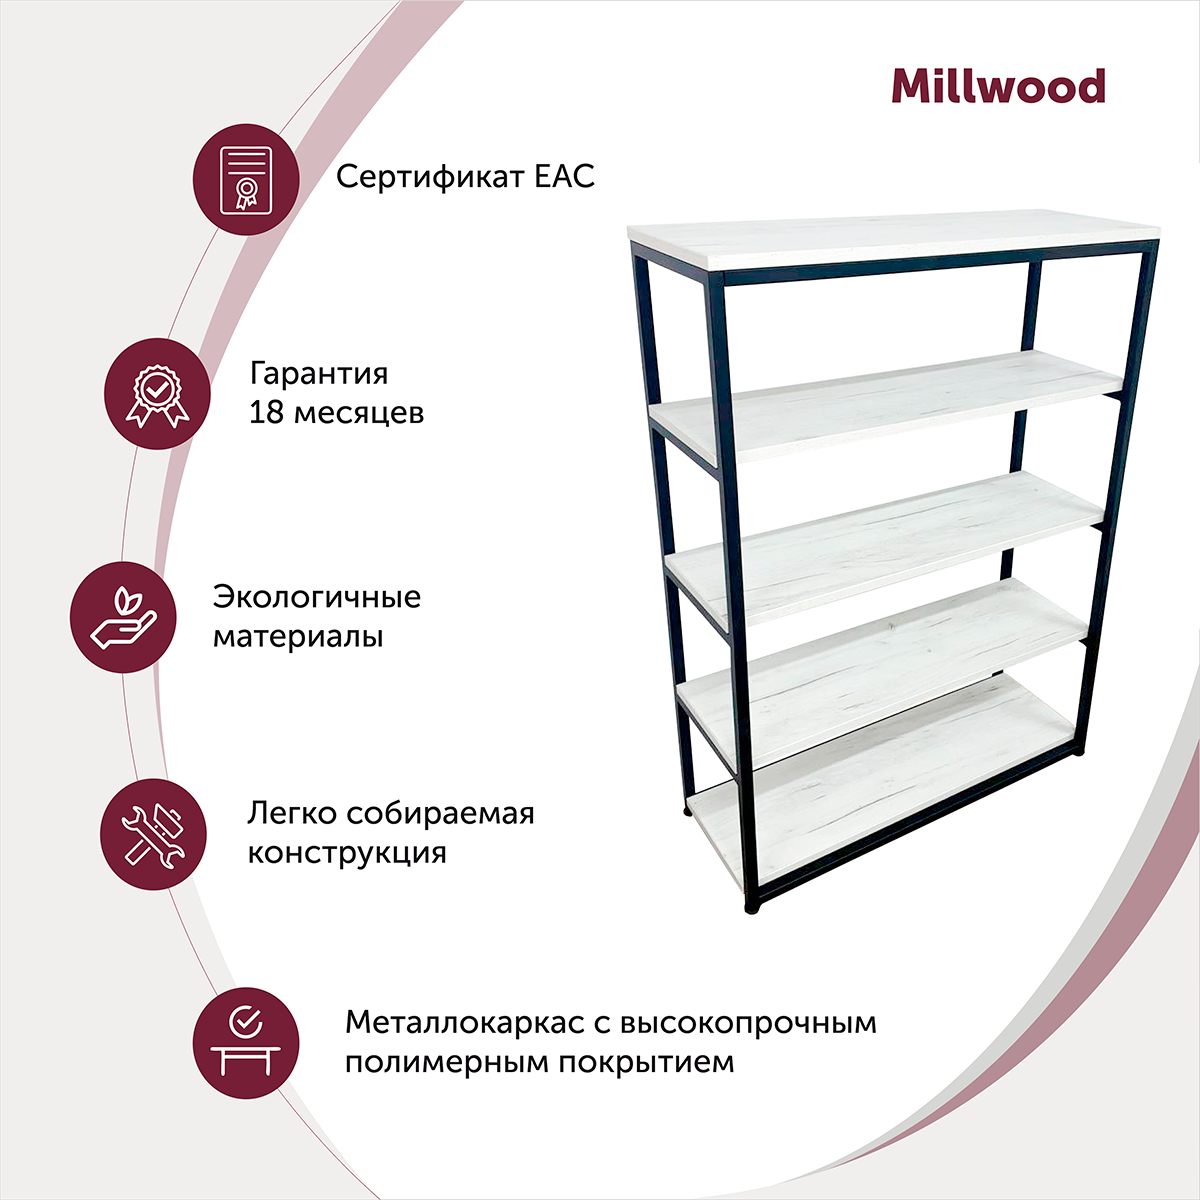 Millwood
Сертификат ЕАС
Гарантия
18 месяцев
Экологичные
материалы
Легко собираемая
конструкция
Металлокаркас с высокопрочным
полимерным покрытием